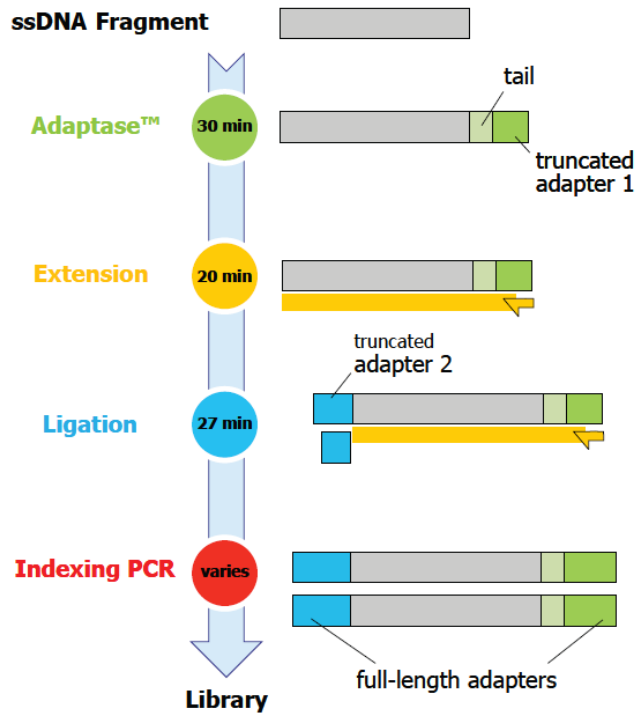 ssDNA Fragment
tail
Adaptase™
30 min
truncated
adapter 1
Extension
20 min
truncated
adapter 2
Ligation
27 min
Indexing PCR
varies
full-length adapters
Library